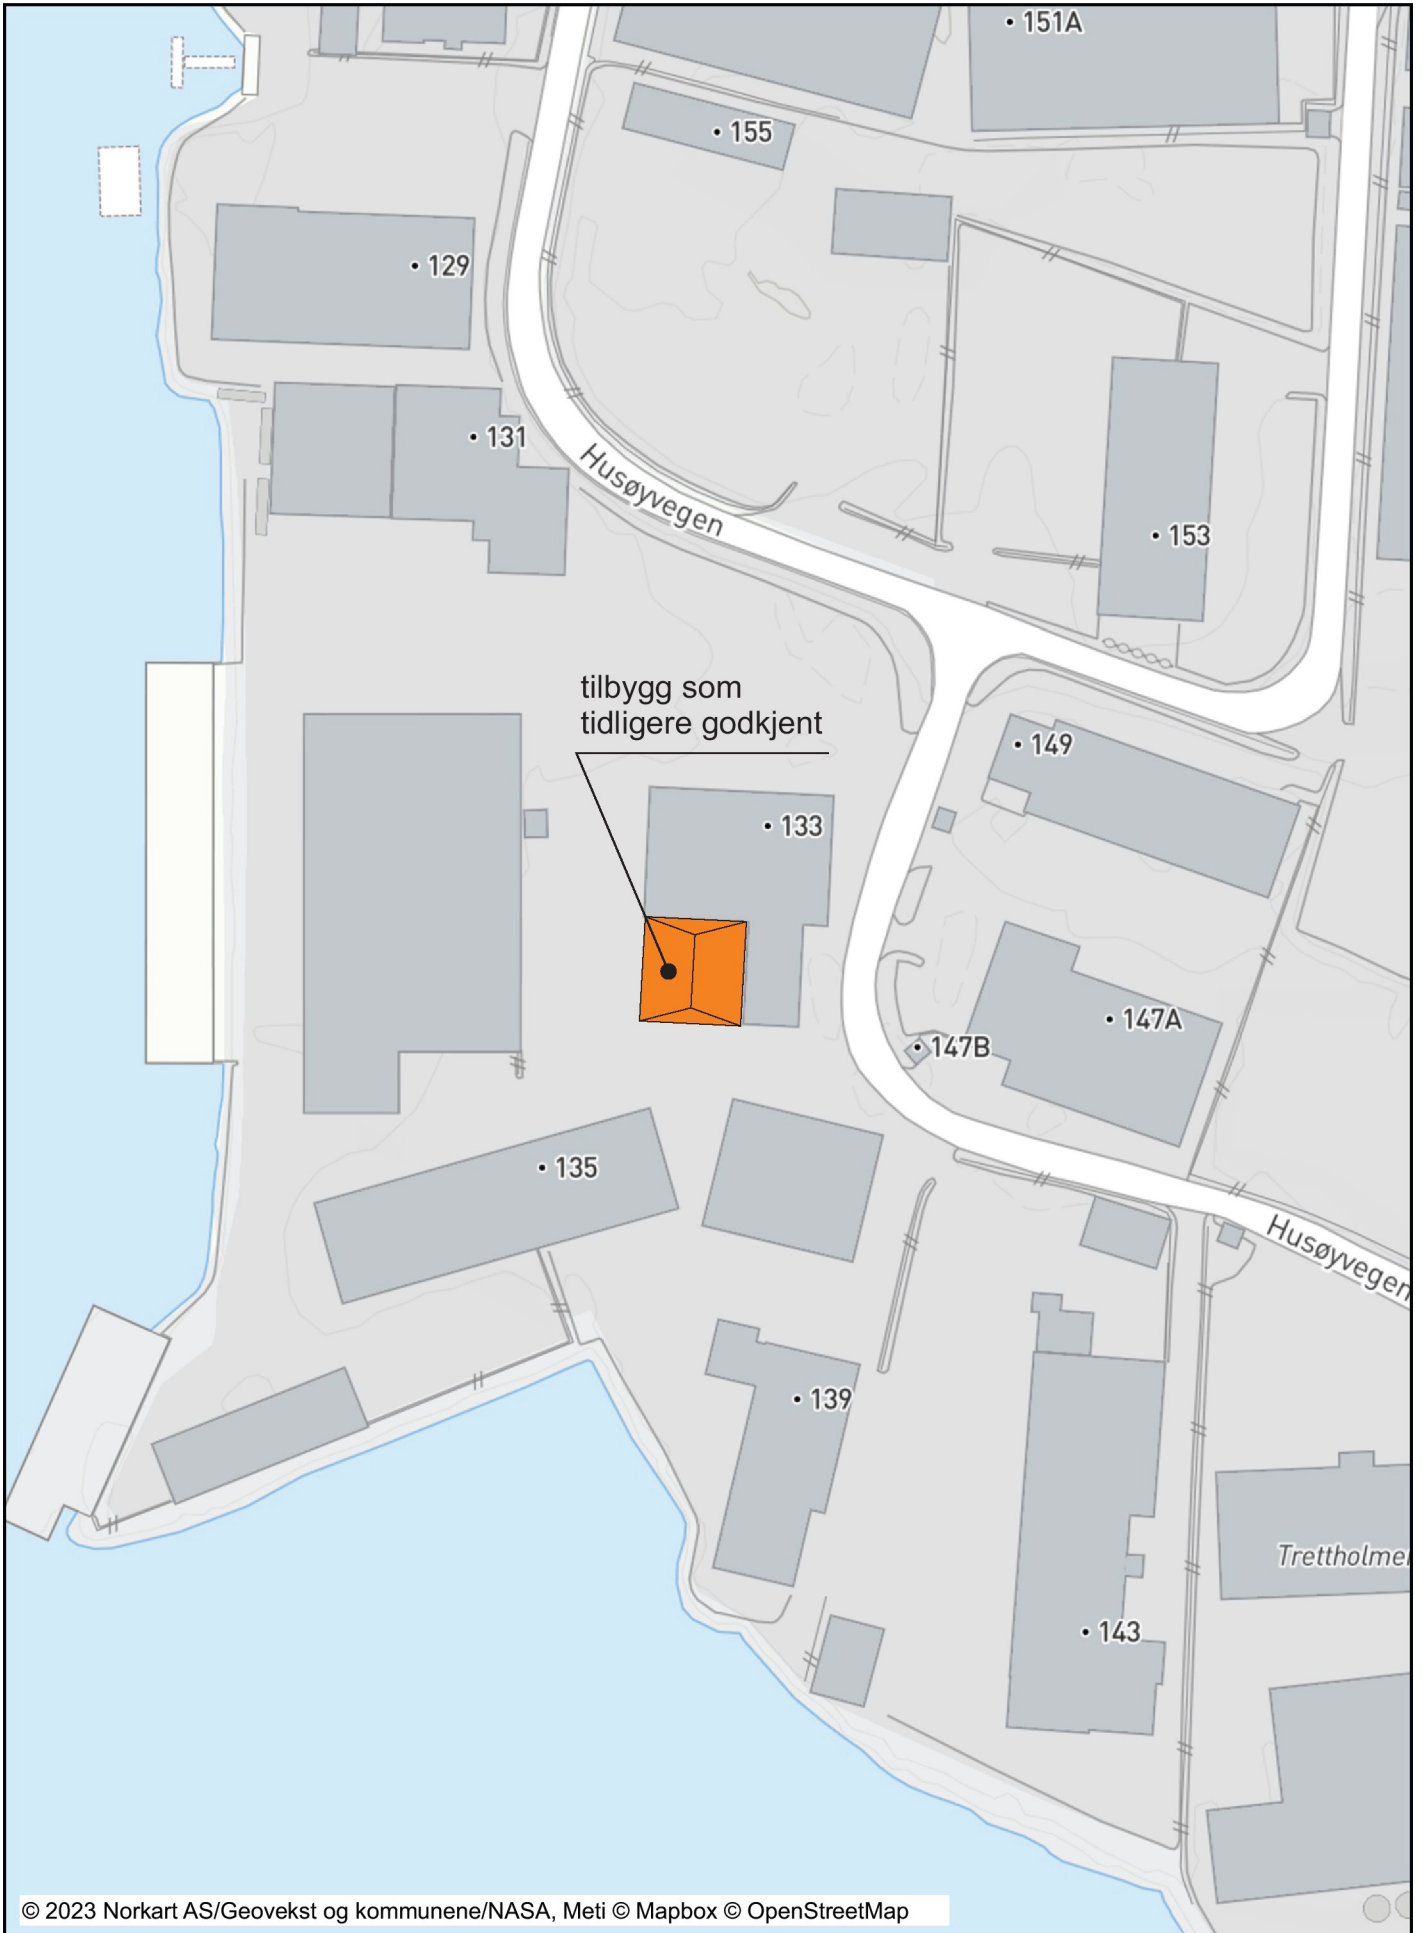 151A
155
129
131
Husøyvegen
153
tilbygg som
tidligere godkjent
149
133
147A
147B
135
Husøyvegen
139
Trettholmen
143
© 2023 Norkart AS/Geovekst og kommunene/NASA, Meti © Mapbox © OpenStreetMap